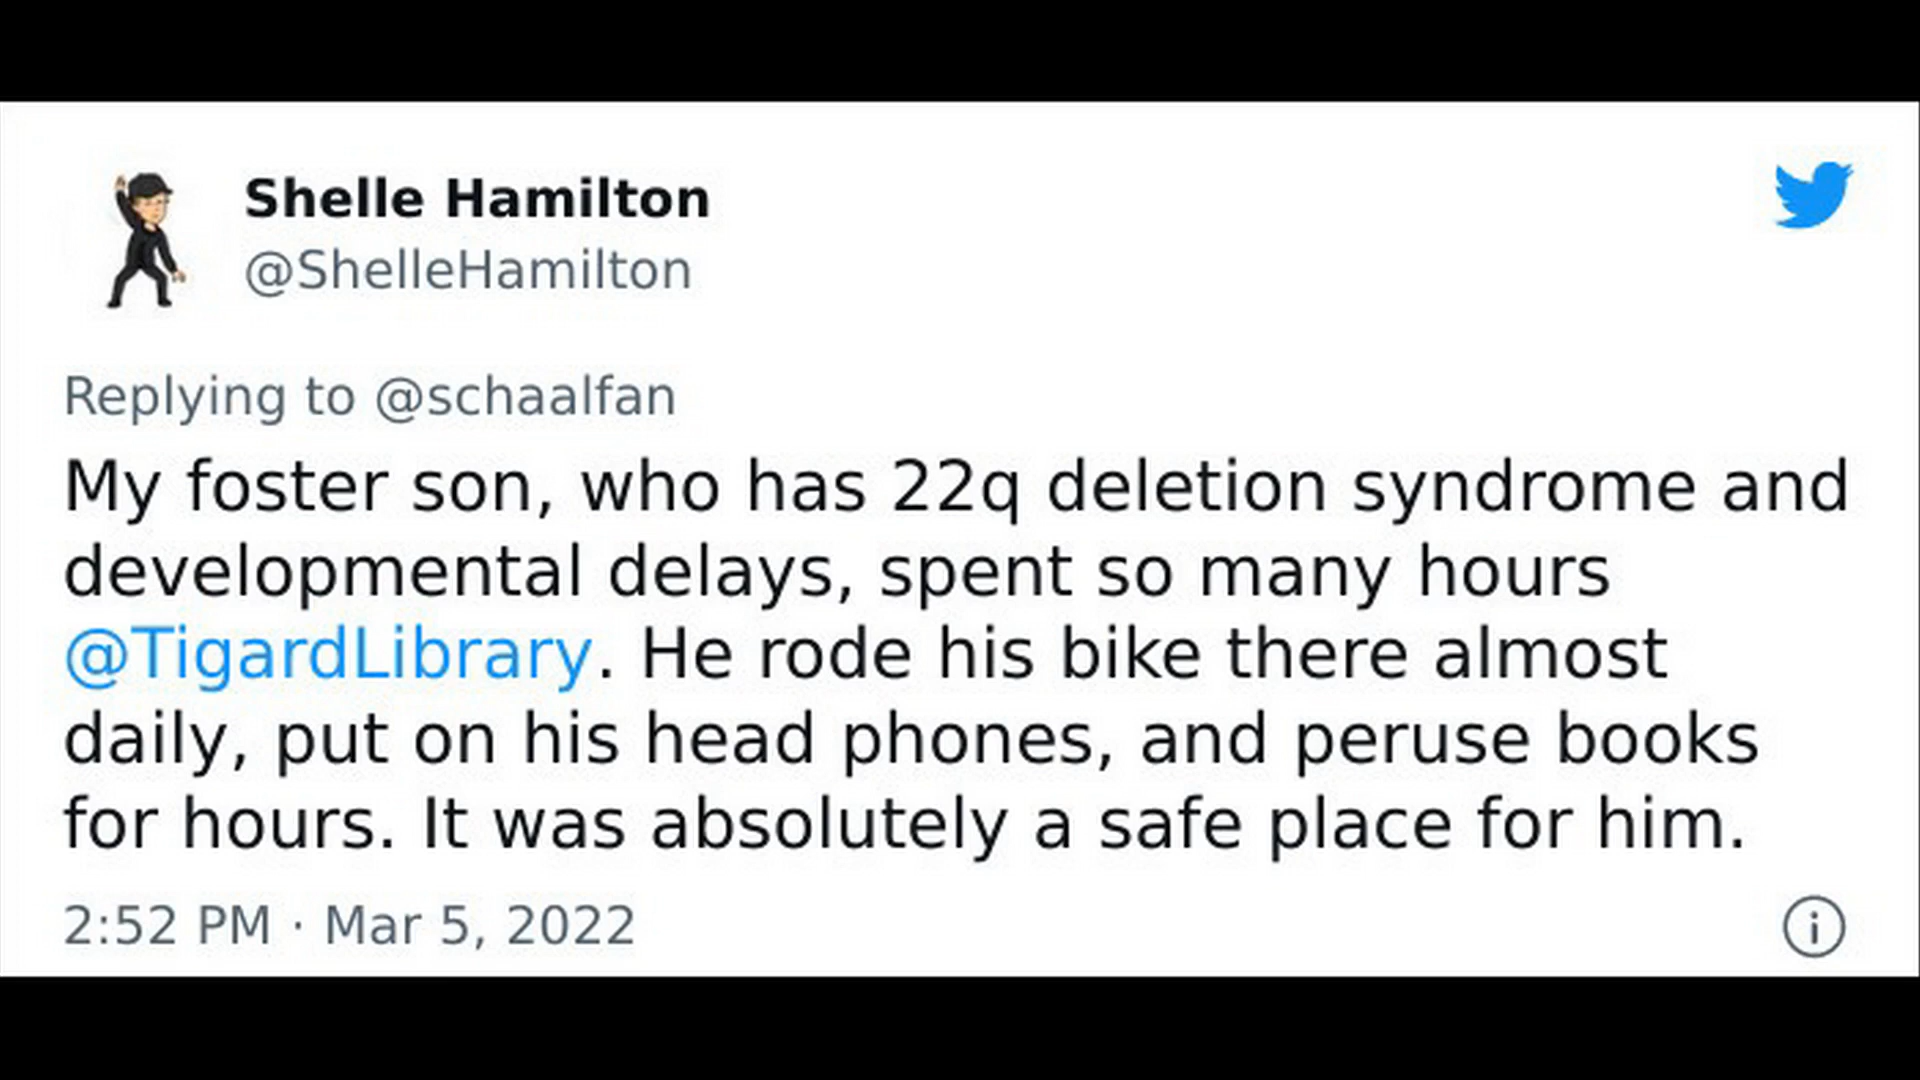 Shelle Hamilton
@ShelleHamilton
Replying to @schaalfan
My foster son, who has 22q deletion syndrome and
developmental delays, spent so many hours
@TigardLibrary. He rode his bike there almost
daily, put on his head phones, and peruse books
for hours. It was absolutely a safe place for him.
2:52 PM · Mar 5, 2022